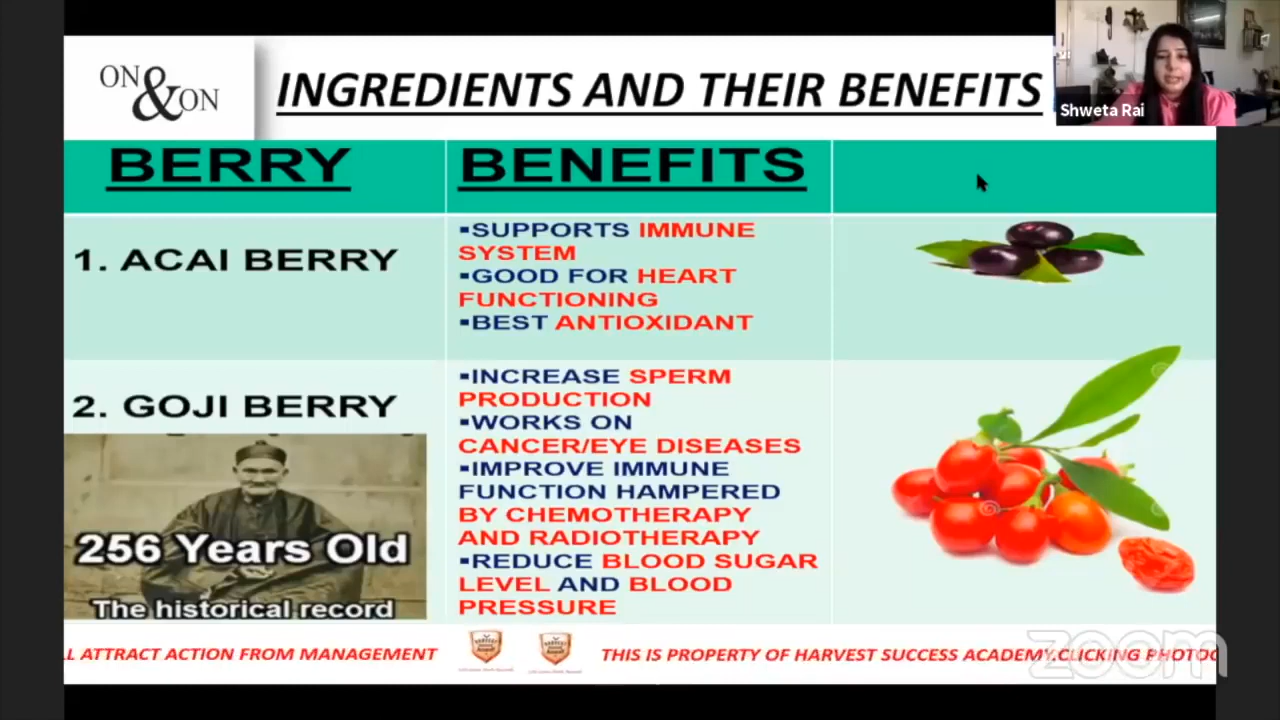 ON & ON
INGREDIENTS AND THEIR BENEFITS
Shweta Rai
BERRY
BENEFITS
1. ACAI BERRY
▪SUPPORTS IMMUNE
SYSTEM
▪GOOD FOR HEART
FUNCTIONING
▪BEST ANTIOXIDANT
2. GOJI BERRY
256 Years Old
The historical record
▪INCREASE SPERM
PRODUCTION
▪WORKS ON
CANCER/EYE DISEASES
▪IMPROVE IMMUNE
FUNCTION HAMPERED
BY CHEMOTHERAPY
AND RADIOTHERAPY
▪REDUCE BLOOD SUGAR
LEVEL AND BLOOD
PRESSURE
LL ATTRACT ACTION FROM MANAGEMENT
THIS IS PROPERTY OF HARVEST SUCCESS ACADEMY.CLICKING PHOTOG
zoom